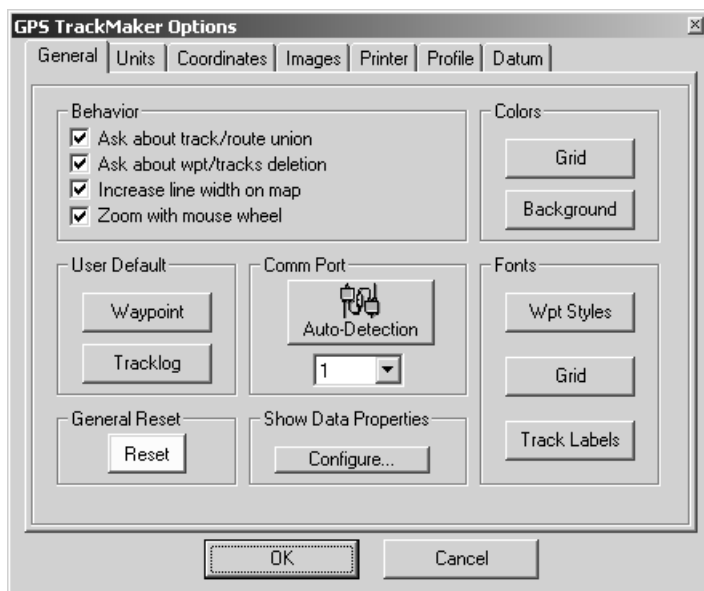 GPS TrackMaker Options
General Units Coordinates Images Printer Profile Datum
Behavior
Ask about track/route union
Ask about wpt/tracks deletion
Increase line width on map
Zoom with mouse wheel
Colors
Grid
Background
User Default
Waypoint
Tracklog
Comm Port
Auto-Detection
1
Fonts
Wpt Styles
Grid
Track Labels
General Reset
Reset
Show Data Properties
Configure...
OK
Cancel